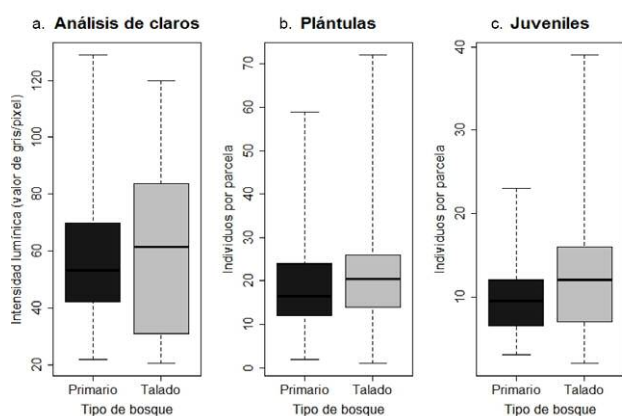 a. Análisis de claros
b. Plántulas
c. Juveniles
Intensidad lumínica (valor de gris/pixel)
20
40
60
80
100
120
Primario
Talado
Tipo de bosque
Individuos por parcela
0
10
20
30
40
50
60
70
Primario
Talado
Tipo de bosque
Individuos por parcela
10
20
30
40
Primario
Talado
Tipo de bosque